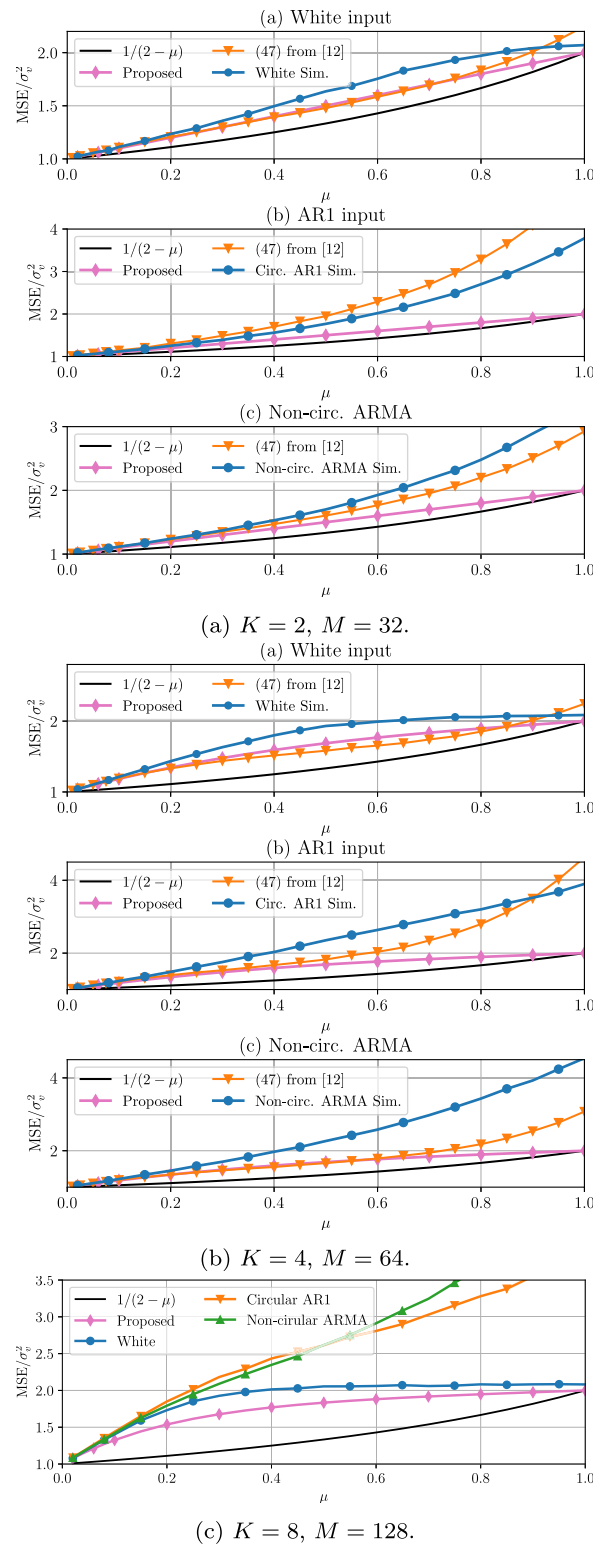 (a) White input
1/(2 − μ)
Proposed
(47) from [12]
White Sim.
MSE/σ_v^2
2.0
1.5
1.0
0.0 0.2 0.4 0.6 0.8 1.0
μ
(b) AR1 input
1/(2 − μ)
Proposed
(47) from [12]
Circ. AR1 Sim.
MSE/σ_v^2
4
3
2
1
0.0 0.2 0.4 0.6 0.8 1.0
μ
(c) Non-circ. ARMA
1/(2 − μ)
Proposed
(47) from [12]
Non-circ. ARMA Sim.
MSE/σ_v^2
3
2
1
0.0 0.2 0.4 0.6 0.8 1.0
μ
(a) K = 2, M = 32.
(a) White input
1/(2 − μ)
Proposed
(47) from [12]
White Sim.
MSE/σ_v^2
2
1
0.0 0.2 0.4 0.6 0.8 1.0
μ
(b) AR1 input
1/(2 − μ)
Proposed
(47) from [12]
Circ. AR1 Sim.
MSE/σ_v^2
4
2
0.0 0.2 0.4 0.6 0.8 1.0
μ
(c) Non-circ. ARMA
1/(2 − μ)
Proposed
(47) from [12]
Non-circ. ARMA Sim.
MSE/σ_v^2
4
2
0.0 0.2 0.4 0.6 0.8 1.0
μ
(b) K = 4, M = 64.
1/(2 − μ)
Proposed
White
Circular AR1
Non-cirular ARMA
MSE/σ_v^2
3.5
3.0
2.5
2.0
1.5
1.0
0.0 0.2 0.4 0.6 0.8 1.0
μ
(c) K = 8, M = 128.